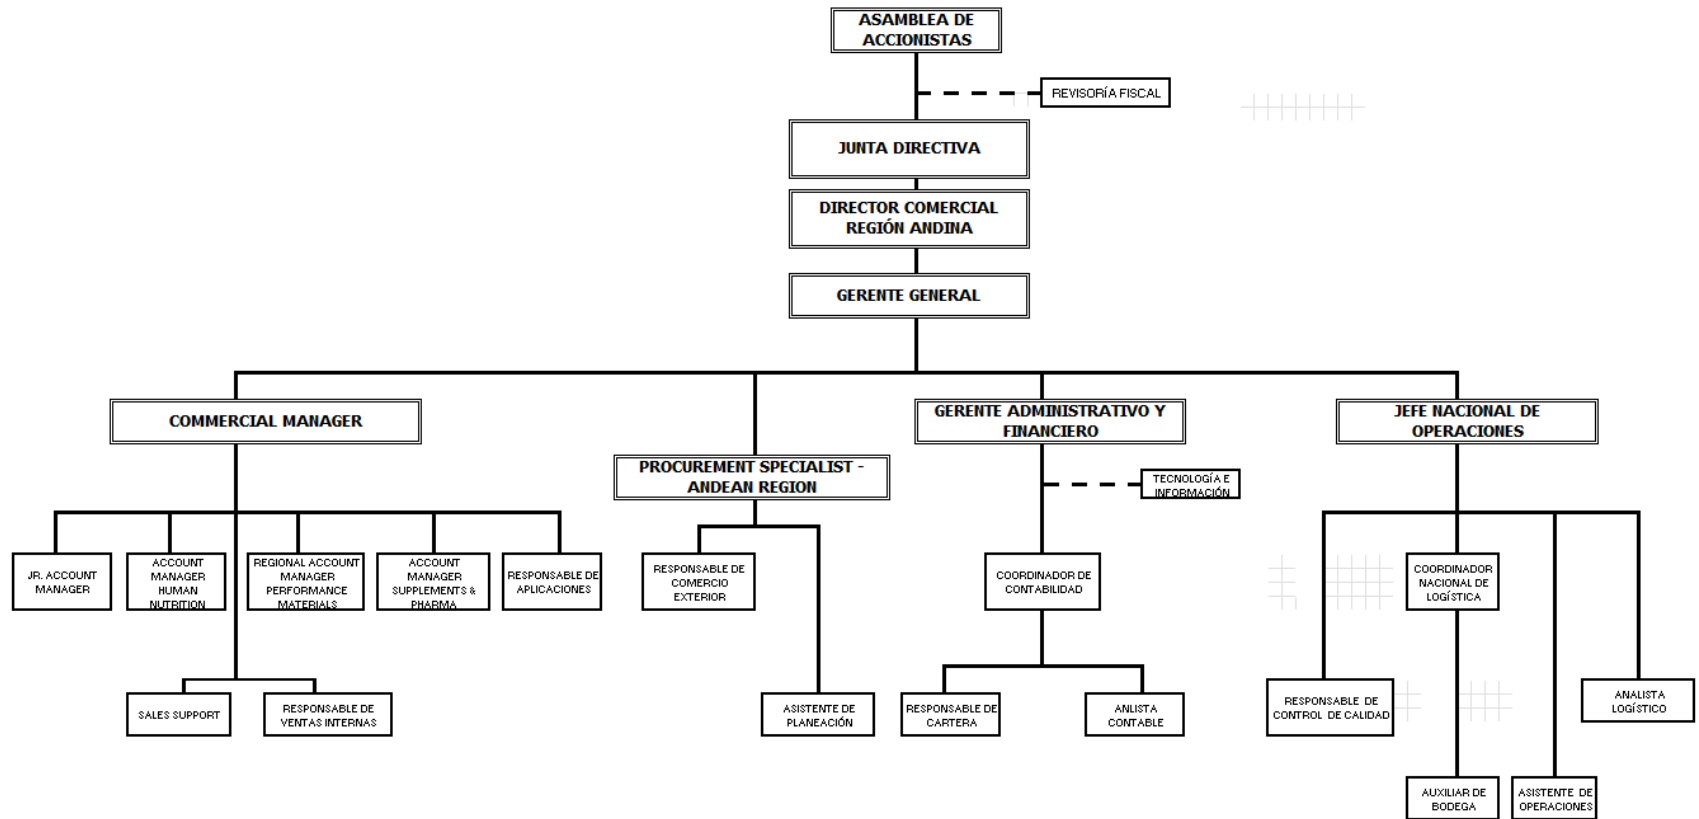 ASAMBLEA DE
ACCIONISTAS
REVISORÍA FISCAL
JUNTA DIRECTIVA
DIRECTOR COMERCIAL
REGIÓN ANDINA
GERENTE GENERAL
COMMERCIAL MANAGER
PROCUREMENT SPECIALIST -
ANDEAN REGION
GERENTE ADMINISTRATIVO Y
FINANCIERO
JEFE NACIONAL DE
OPERACIONES
TECNOLOGÍA E
INFORMACIÓN
JR. ACCOUNT
MANAGER
ACCOUNT
MANAGER
HUMAN
NUTRITION
REGIONAL ACCOUNT
MANAGER
PERFORMANCE
MATERIALS
ACCOUNT
MANAGER
SUPPLEMENTS &
PHARMA
RESPONSABLE DE
APLICACIONES
RESPONSABLE DE
COMERCIO
EXTERIOR
COORDINADOR DE
CONTABILIDAD
COORDINADOR
NACIONAL DE
LOGÍSTICA
SALES SUPPORT
RESPONSABLE DE
VENTAS INTERNAS
ASISTENTE DE
PLANEACIÓN
RESPONSABLE DE
CARTERA
ANLISTA
CONTABLE
RESPONSABLE DE
CONTROL DE CALIDAD
ANALISTA
LOGÍSTICO
AUXILIAR DE
BODEGA
ASISTENTE DE
OPERACIONES